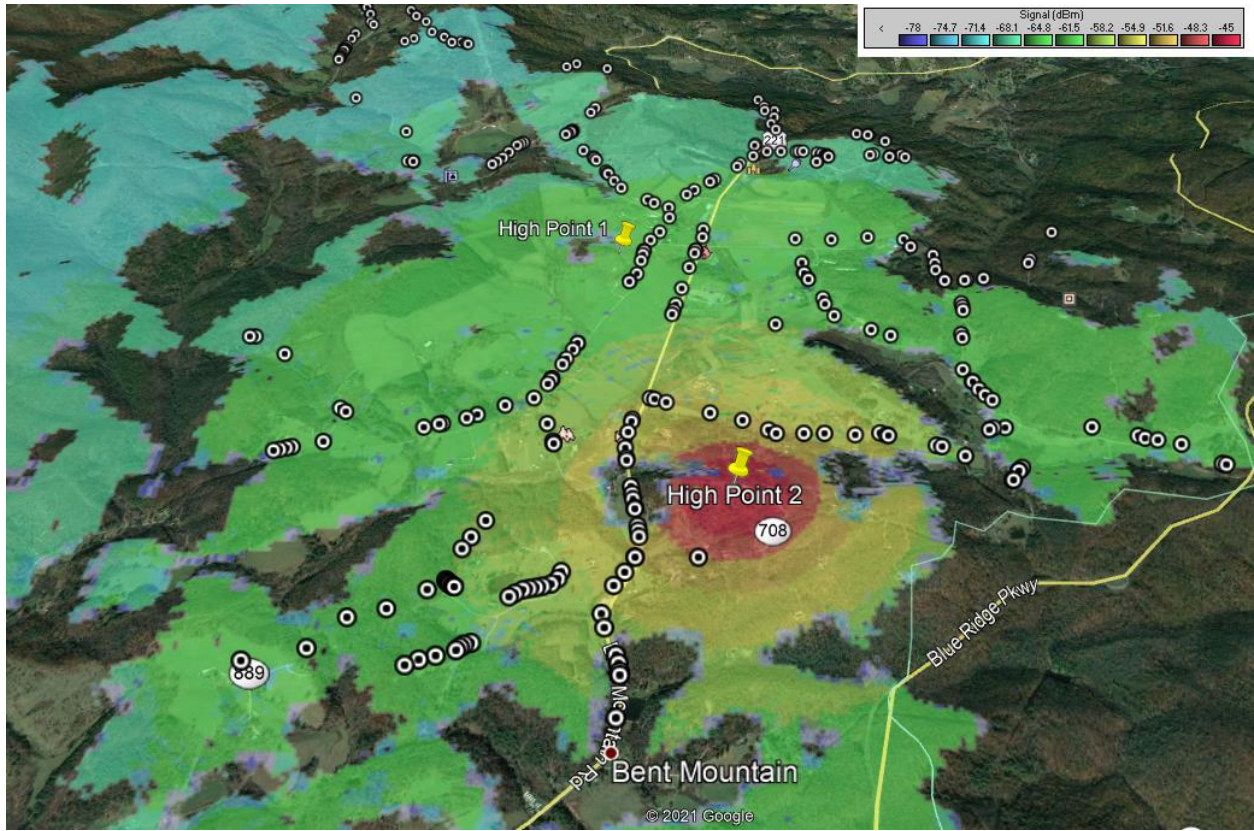 Signal (dBm)
< -78 -74.7 -71.4 -68.1 -64.8 -61.5 -58.2 -54.9 -51.6 -48.3 -45
221
High Point 1
High Point 2
708
Blue Ridge Pkwy
889
Bent Mountain
© 2021 Google